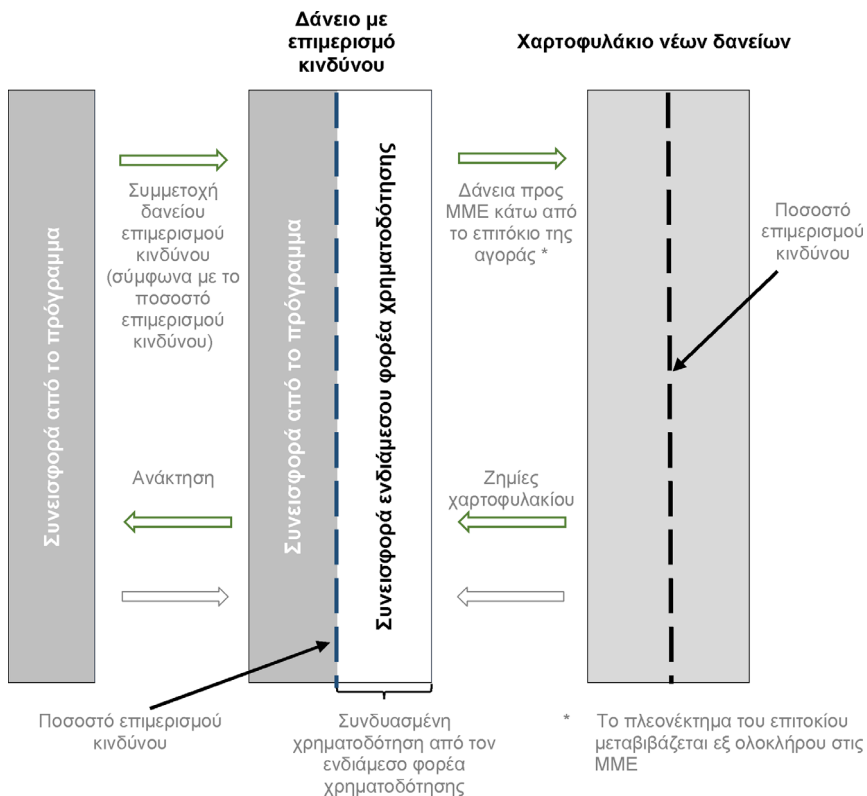 Δάνειο με
επιμερισμό
κινδύνου
Χαρτοφυλάκιο νέων δανείων
Συνεισφορά από το πρόγραμμα
Συμμετοχή
δανείου
επιμερισμού
κινδύνου
(σύμφωνα με το
ποσοστό
επιμερισμού
κινδύνου)
Ανάκτηση
Συνεισφορά από το πρόγραμμα
Συνεισφορά ενδιάμεσου φορέα χρηματοδότησης
Δάνεια προς
ΜΜΕ κάτω από
το επιτόκιο της
αγοράς *
Ζημίες
χαρτοφυλακίου
Ποσοστό
επιμερισμού
κινδύνου
Ποσοστό επιμερισμού
κινδύνου
Συνδυασμένη
χρηματοδότηση από τον
ενδιάμεσο φορέα
χρηματοδότησης
* Το πλεονέκτημα του επιτοκίου
μεταβιβάζεται εξ ολοκλήρου στις
ΜΜΕ